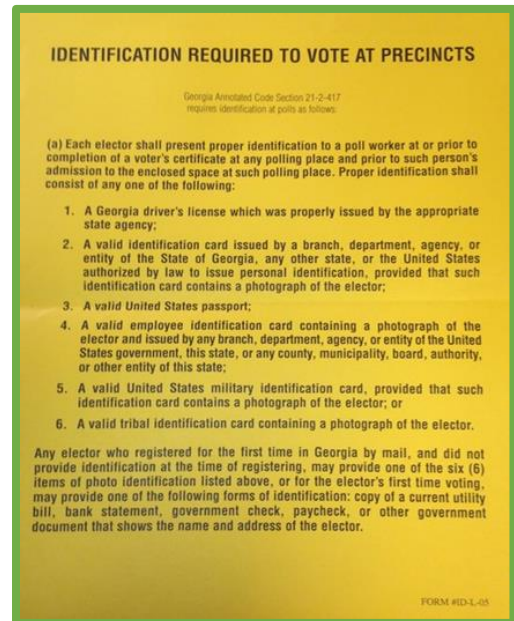 IDENTIFICATION REQUIRED TO VOTE AT PRECINCTS
Georgia Annotated Code Section 21-2-417
requires identification at polls as follows:
(a) Each elector shall present proper identification to a poll worker at or prior to
completion of a voter's certificate at any polling place and prior to such person's
admission to the enclosed space at such polling place. Proper identification shall
consist of any one of the following:
1. A Georgia driver's license which was properly issued by the appropriate
state agency;
2. A valid identification card issued by a branch, department, agency, or
entity of the State of Georgia, any other state, or the United States
authorized by law to issue personal identification, provided that such
identification card contains a photograph of the elector;
3. A valid United States passport;
4. A valid employee identification card containing a photograph of the
elector and issued by any branch, department, agency, or entity of the United
States government, this state, or any county, municipality, board, authority,
or other entity of this state;
5. A valid United States military identification card, provided that such
identification card contains a photograph of the elector; or
6. A valid tribal identification card containing a photograph of the elector.
Any elector who registered for the first time in Georgia by mail, and did not
provide identification at the time of registering, may provide one of the six (6)
items of photo identification listed above, or for the elector's first time voting,
may provide one of the following forms of identification: copy of a current utility
bill, bank statement, government check, paycheck, or other government
document that shows the name and address of the elector.
FORM #ID-L-05